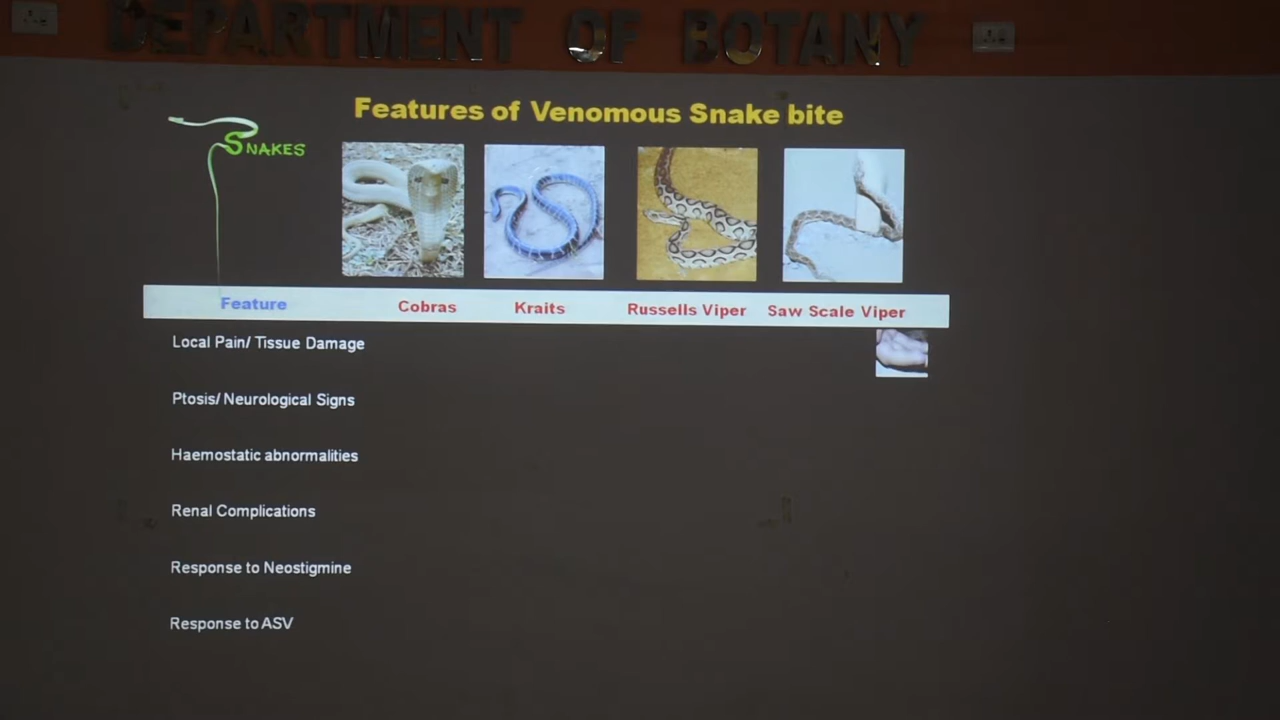 DEPARTMENT OF BOTANY
SNAKES
Features of Venomous Snake bite
Feature Cobras Kraits Russells Viper Saw Scale Viper
Local Pain/ Tissue Damage
Ptosis/ Neurological Signs
Haemostatic abnormalities
Renal Complications
Response to Neostigmine
Response to ASV